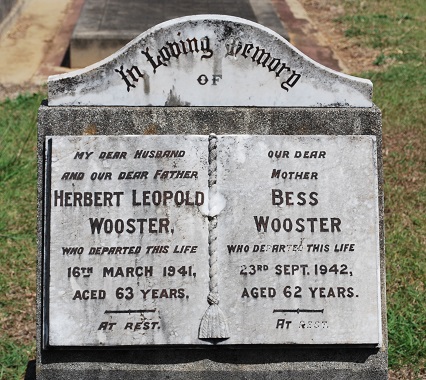 In Loving Memory
OF
MY DEAR HUSBAND
AND OUR DEAR FATHER
HERBERT LEOPOLD
WOOSTER,
WHO DEPARTED THIS LIFE
16TH MARCH 1941,
AGED 63 YEARS,
AT REST.
OUR DEAR
MOTHER
BESS
WOOSTER
WHO DEPARTED THIS LIFE
23RD SEPT. 1942,
AGED 62 YEARS.
AT REST.